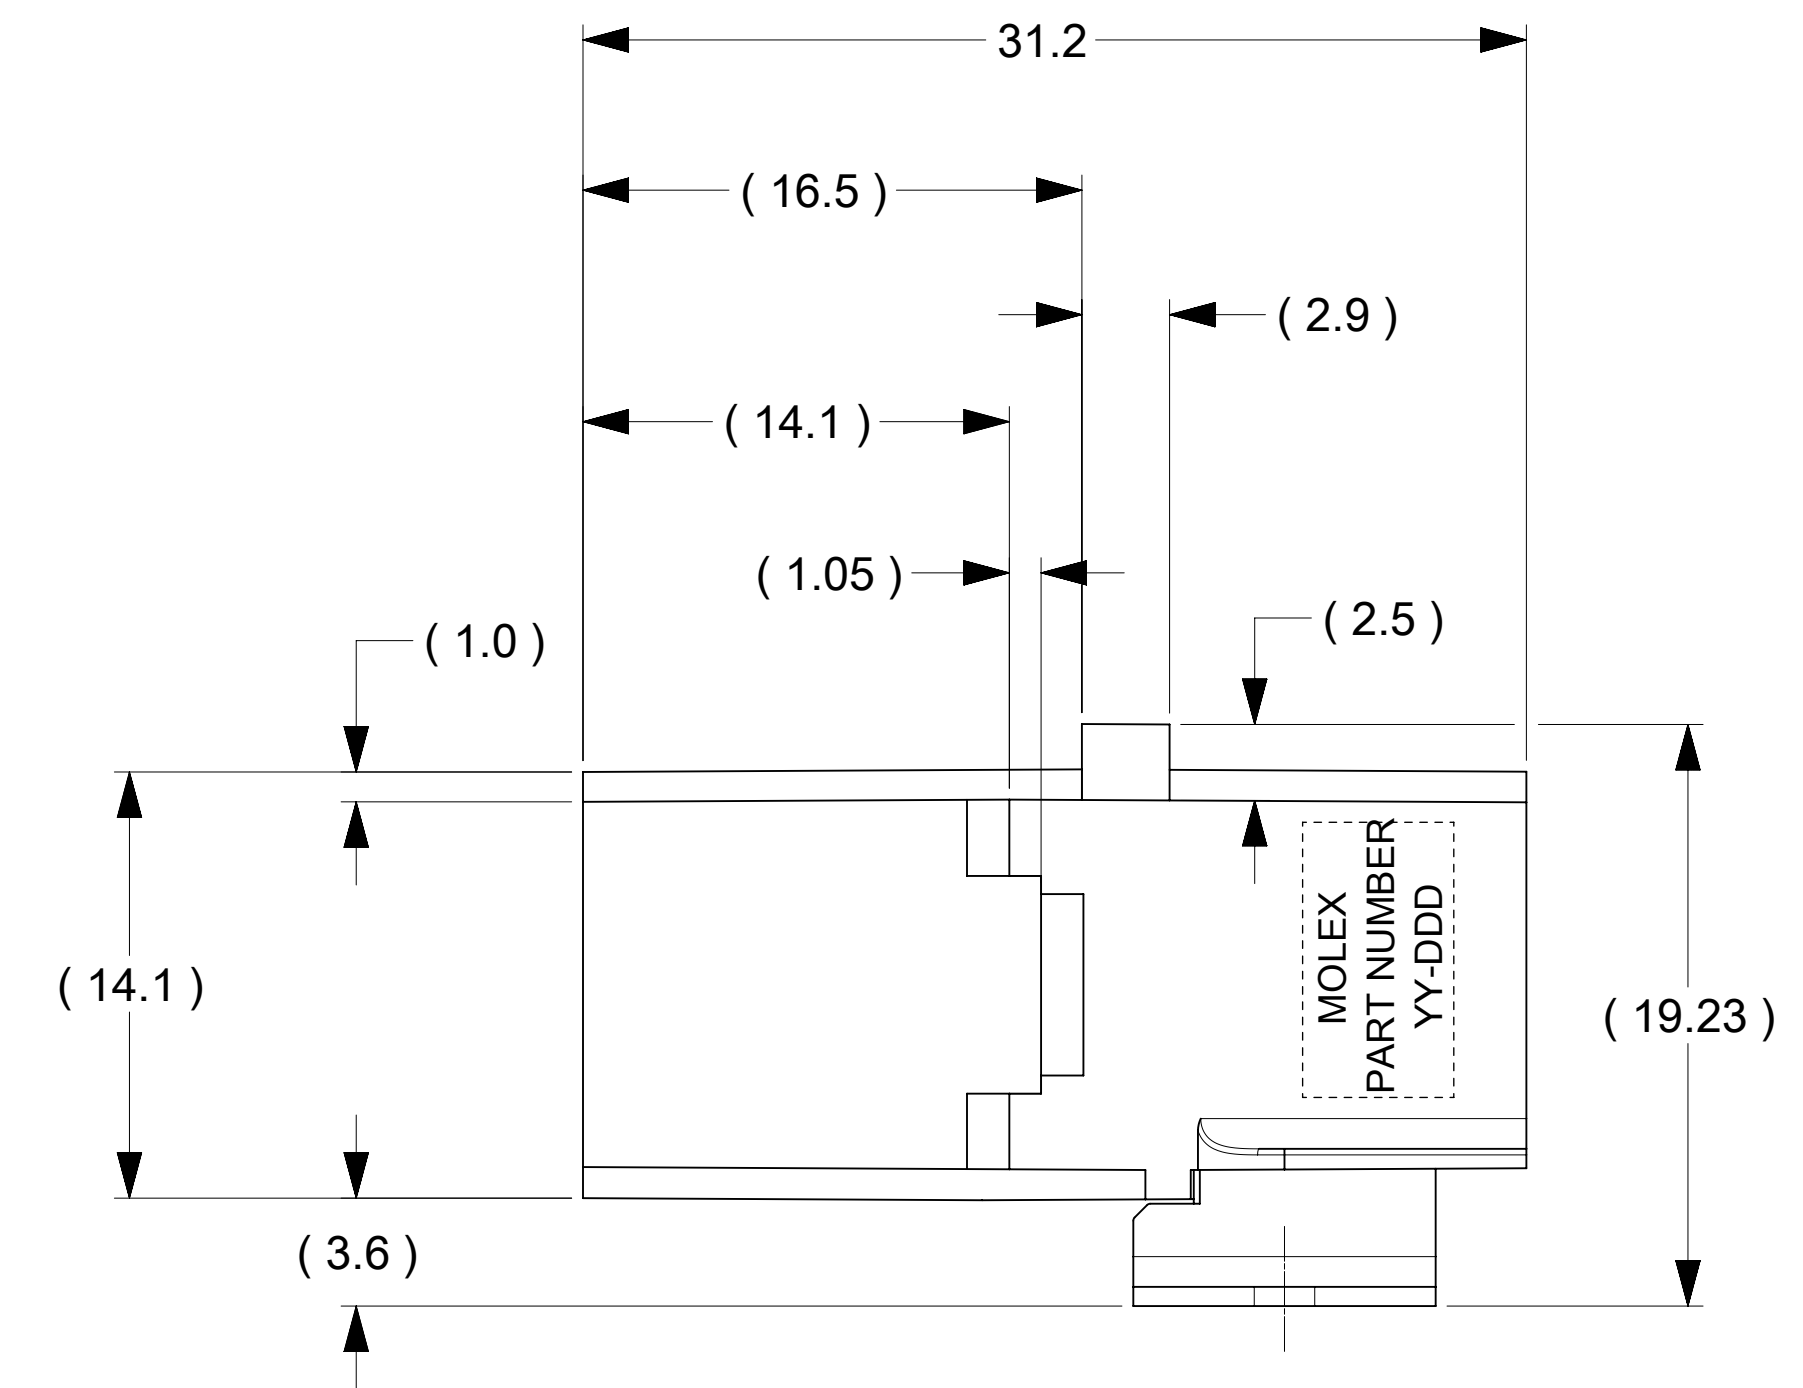 31.2
( 16.5 )
( 2.9 )
( 14.1 )
( 1.05 )
( 2.5 )
( 1.0 )
MOLEX
PART NUMBER
YY-DDD
( 14.1 )
( 19.23 )
( 3.6 )